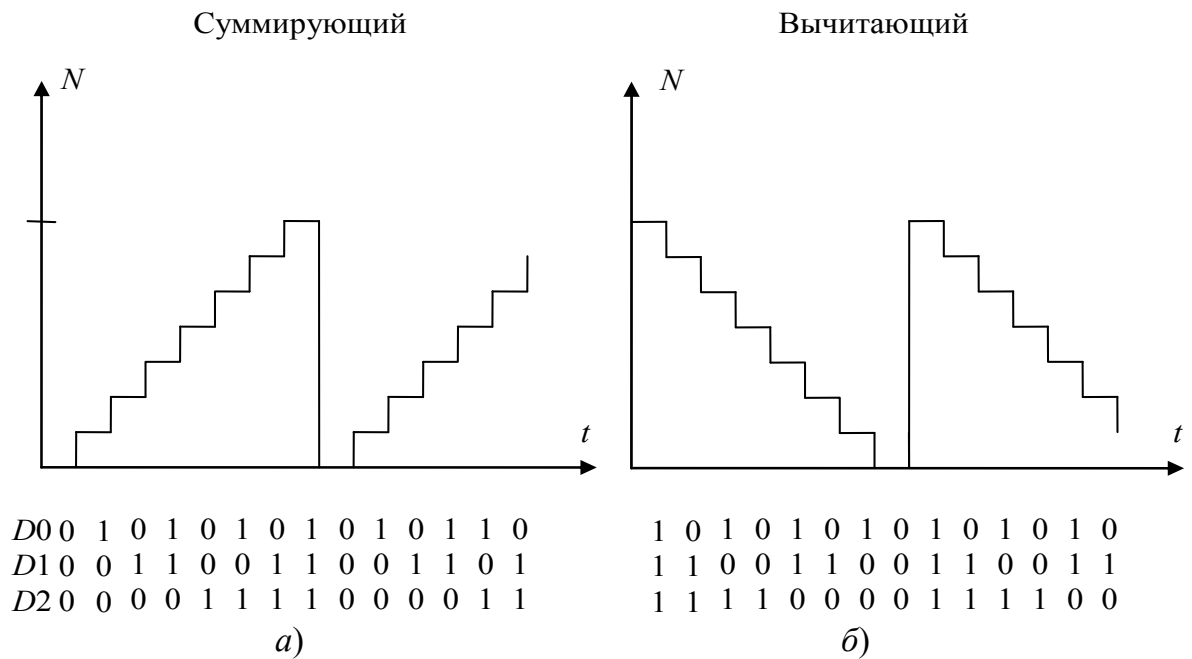 Суммирующий Вычитающий
N N
t t
D0 0 1 0 1 0 1 0 1 0 1 0 1 1 0 1 0 1 0 1 0 1 0 1 0 1 0 1 0
D1 0 0 1 1 0 0 1 1 0 0 1 1 0 1 1 1 0 0 1 1 0 0 1 1 0 0 1 1
D2 0 0 0 0 1 1 1 1 0 0 0 0 1 1 1 1 1 1 0 0 0 0 1 1 1 1 0 0
а) б)